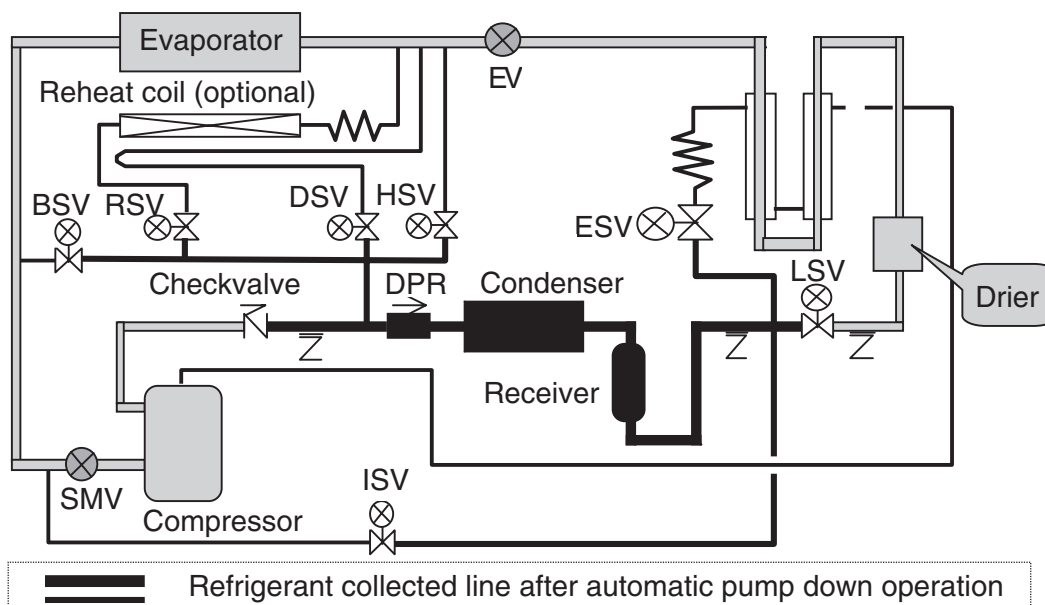 Evaporator
EV
Reheat coil (optional)
BSV
RSV
DSV
HSV
ESV
LSV
Checkvalve
DPR
Condenser
Drier
Receiver
SMV
Compressor
ISV
Refrigerant collected line after automatic pump down operation